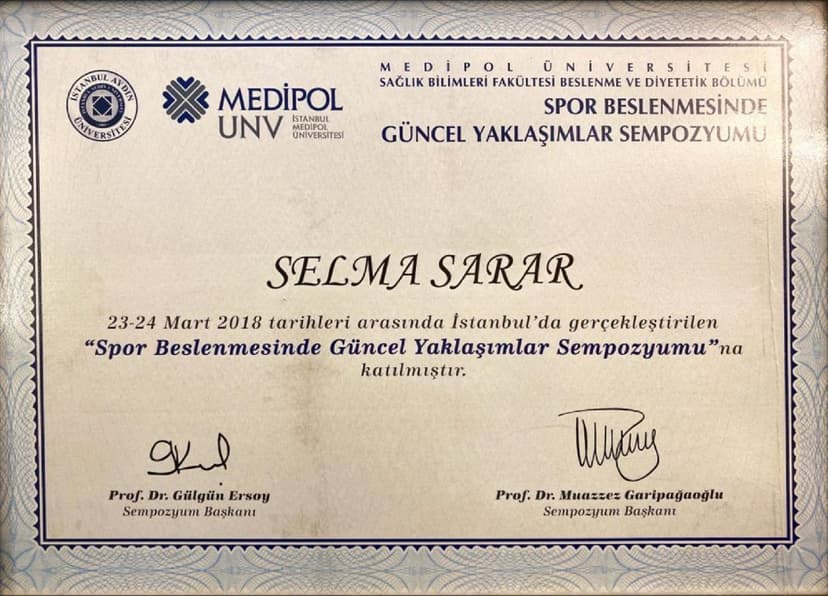 İSTANBUL AYDIN ÜNİVERSİTESİ
MEDİPOL
UNV İSTANBUL MEDİPOL ÜNİVERSİTESİ
MEDİPOL ÜNİVERSİTESİ
SAĞLIK BİLİMLERİ FAKÜLTESİ BESLENME VE DİYETETİK BÖLÜMÜ
SPOR BESLENMESİNDE
GÜNCEL YAKLAŞIMLAR SEMPOZYUMU
SELMA SARAR
23-24 Mart 2018 tarihleri arasında İstanbul'da gerçekleştirilen
“Spor Beslenmesinde Güncel Yaklaşımlar Sempozyumu”na
katılmıştır.
Prof. Dr. Gülgün Ersoy
Sempozyum Başkanı
Prof. Dr. Muazzez Garipağaoğlu
Sempozyum Başkanı